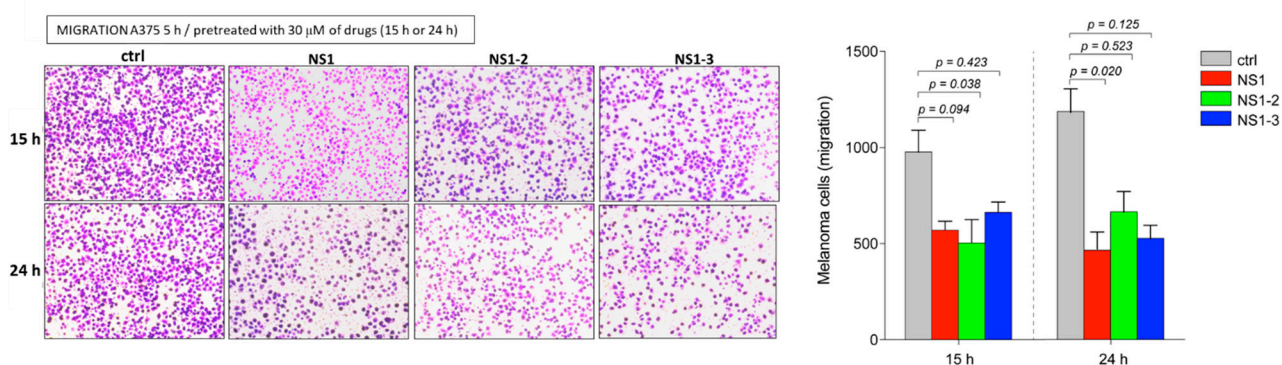 MIGRATION A375 5 h / pretreated with 30 µM of drugs (15 h or 24 h)
ctrl NS1 NS1-2 NS1-3
15 h
24 h
Melanoma cells (migration)
1500
1000
500
0
p = 0.423
p = 0.038
p = 0.094
p = 0.125
p = 0.523
p = 0.020
15 h 24 h
ctrl
NS1
NS1-2
NS1-3